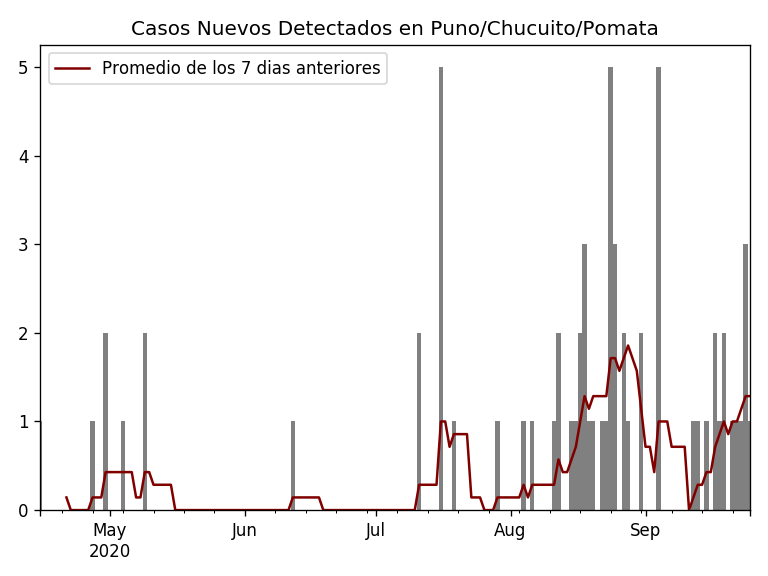 Casos Nuevos Detectados en Puno/Chucuito/Pomata
Promedio de los 7 dias anteriores
5
4
3
2
1
0
May Jun Jul Aug Sep
2020